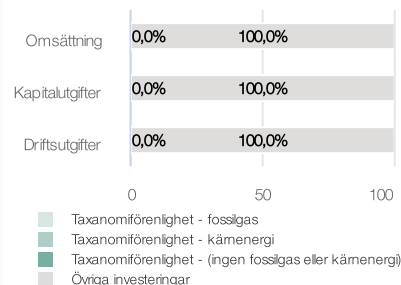 Omsättning 0,0% 100,0%
Kapitalutgifter 0,0% 100,0%
Driftsutgifter 0,0% 100,0%
0 50 100
Taxanomiförenlighet - fossilgas
Taxanomiförenlighet - kärnenergi
Taxanomiförenlighet - (ingen fossilgas eller kärnenergi)
Övriga investeringar